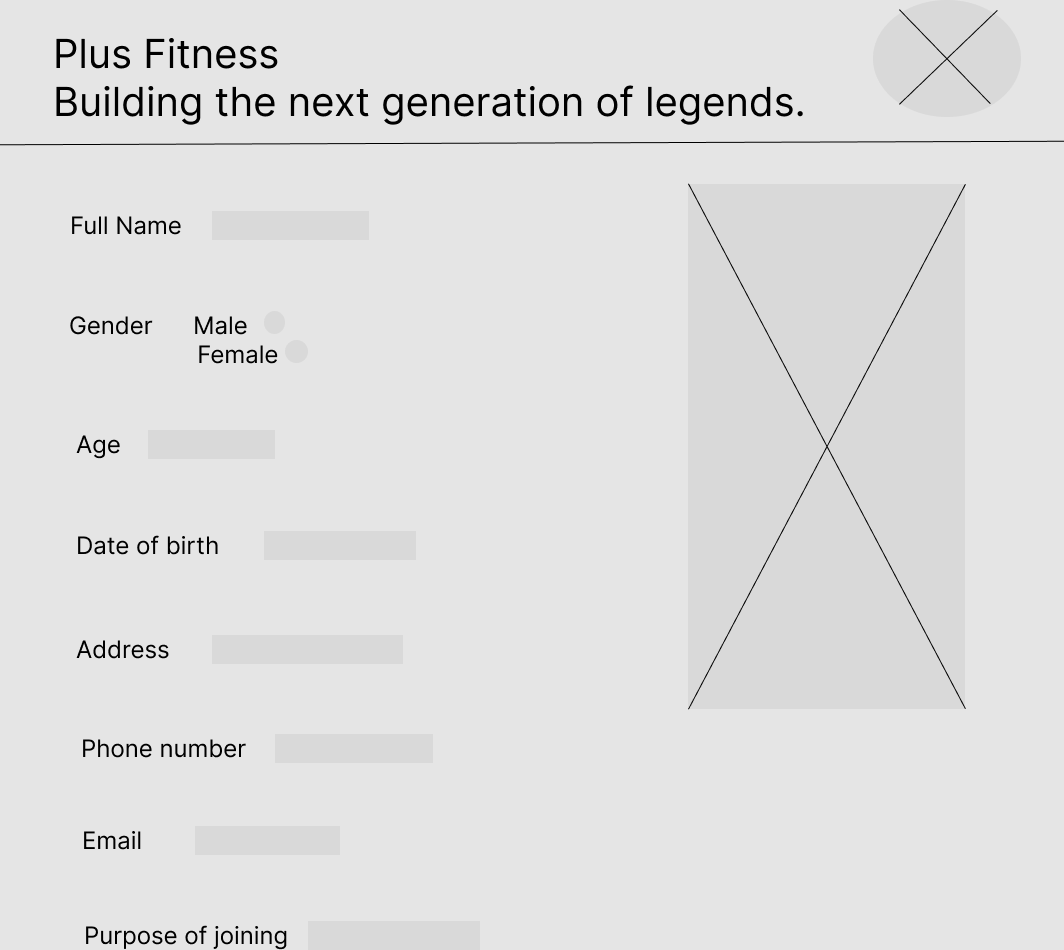 Plus Fitness
Building the next generation of legends.
Full Name
Gender Male
Female
Age
Date of birth
Address
Phone number
Email
Purpose of joining